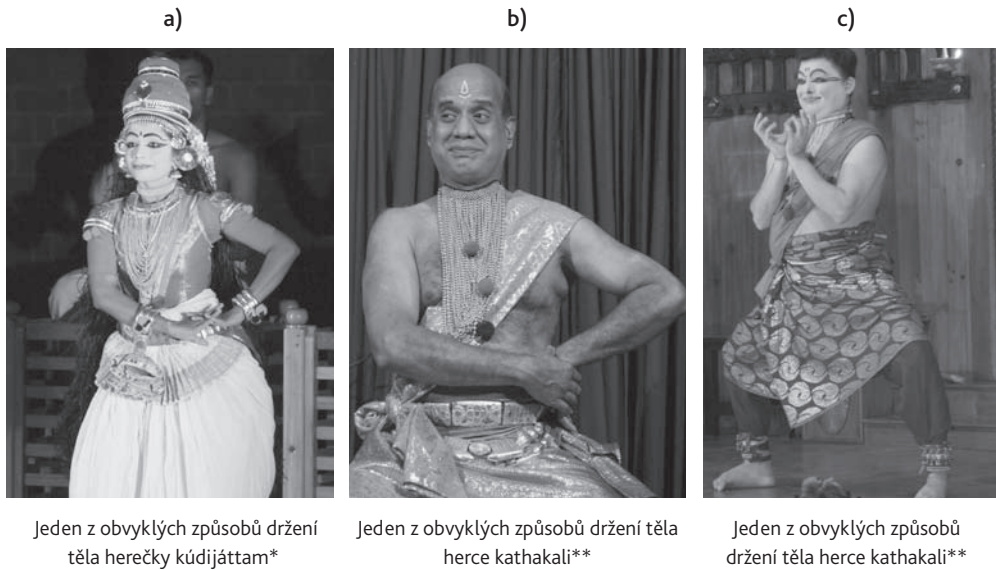 a)
b)
c)
Jeden z obvyklých způsobů držení
těla herečky kúdijáttam*
Jeden z obvyklých způsobů držení těla
herce kathakali**
Jeden z obvyklých způsobů
držení těla herce kathakali**